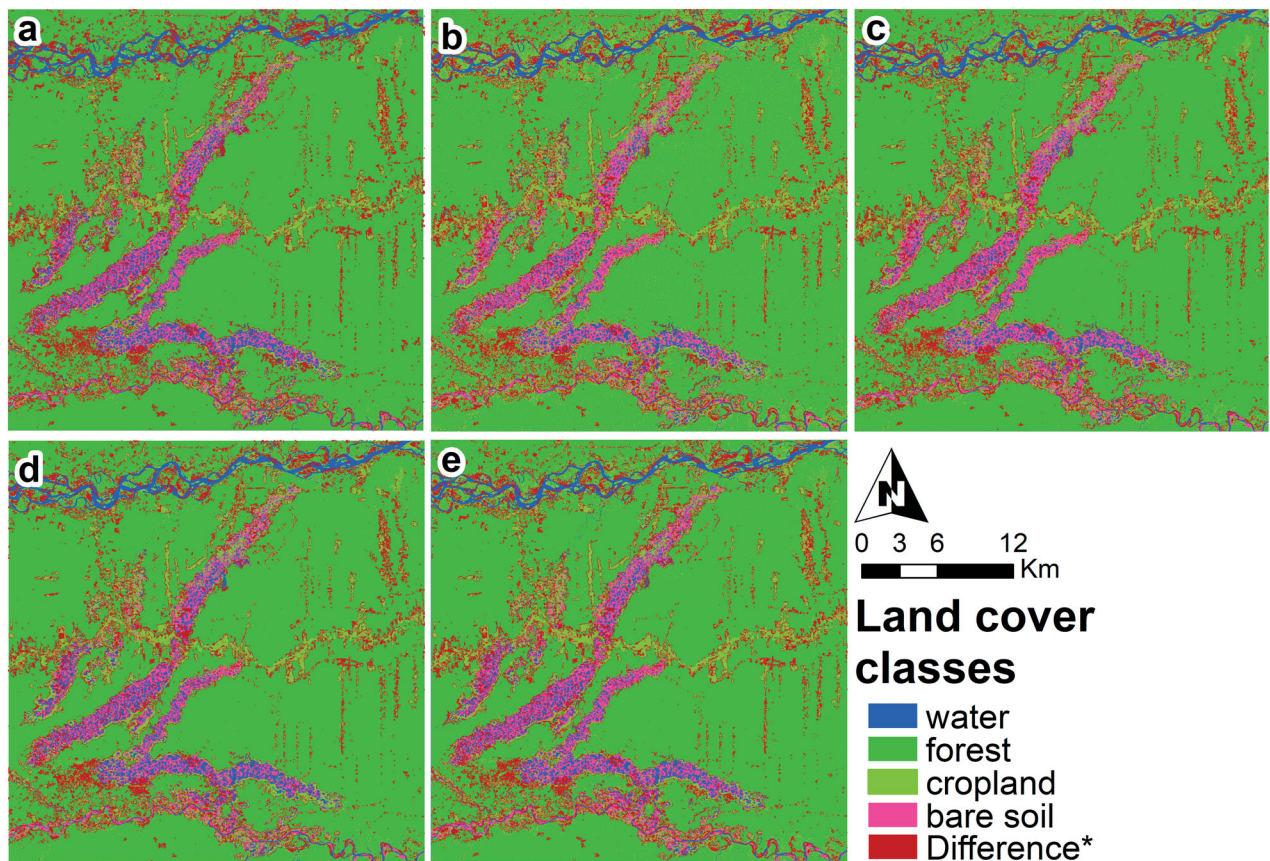 a
b
c
d
e
N
0 3 6 12
Km
Land cover
classes
water
forest
cropland
bare soil
Difference*